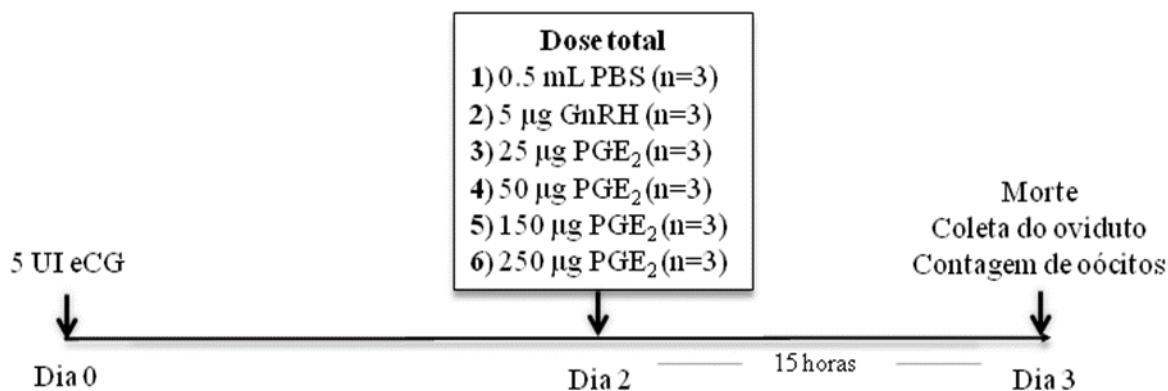 Dose total
1) 0.5 mL PBS (n=3)
2) 5 µg GnRH (n=3)
3) 25 µg PGE₂ (n=3)
4) 50 µg PGE₂ (n=3)
5) 150 µg PGE₂ (n=3)
6) 250 µg PGE₂ (n=3)
5 UI eCG
Morte
Coleta do oviduto
Contagem de oócitos
Dia 0
Dia 2
15 horas
Dia 3